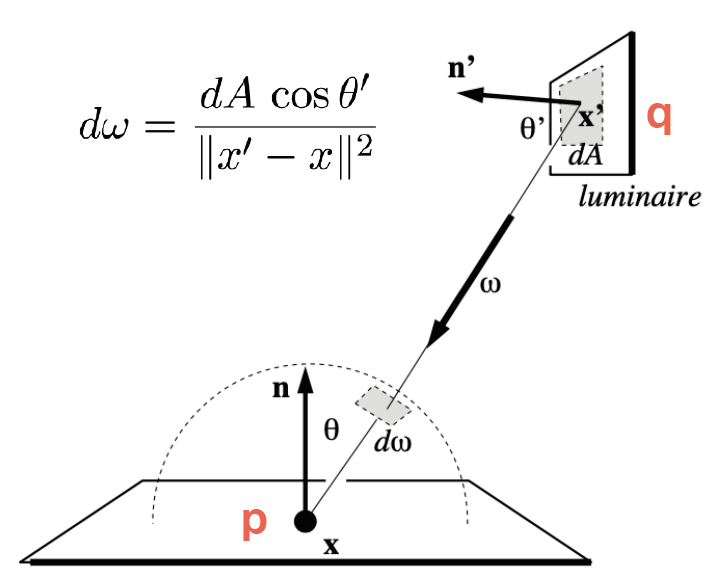 dω = dA cos θ′ / ‖x′ − x‖²
n’
x’
q
θ’
dA
luminaire
ω
n
θ
dω
p
x